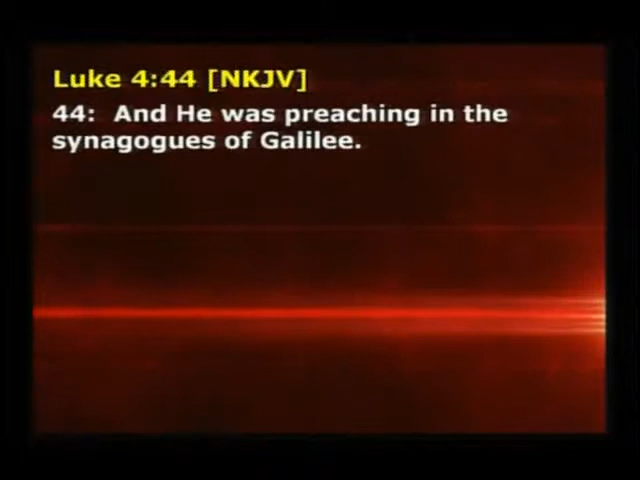 Luke 4:44 [NKJV]
44: And He was preaching in the
synagogues of Galilee.